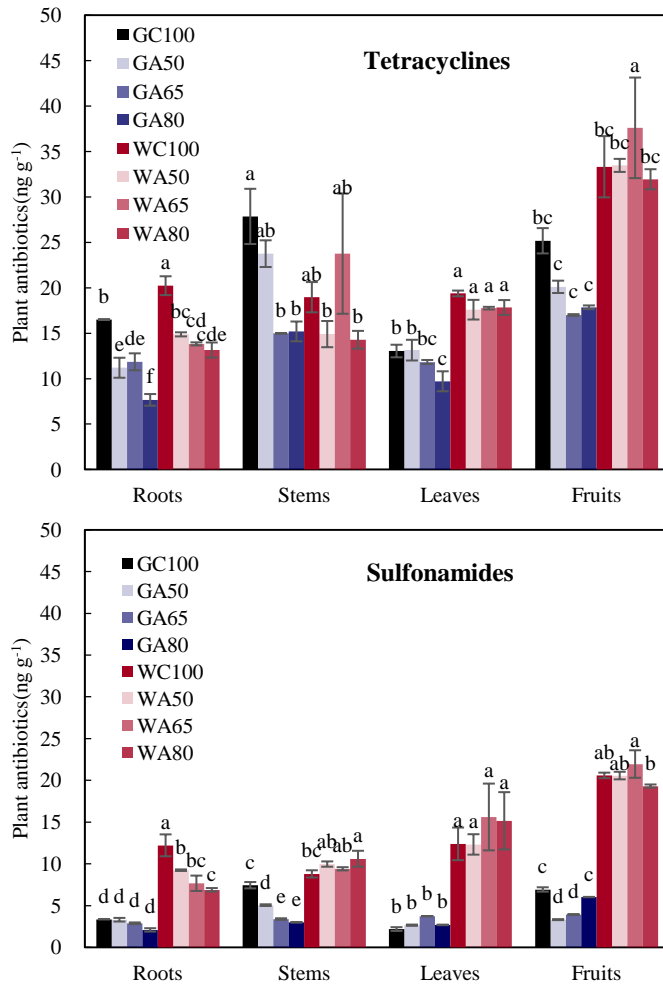 50
45
40
35
30
25
20
15
10
5
0
Plant antibiotics(ng g-1)
Tetracyclines
GC100
GA50
GA65
GA80
WC100
WA50
WA65
WA80
b e de f a bc cd cde
a ab b b ab b ab b
b b bc c a a a a
bc c c c bc bc a bc
Roots Stems Leaves Fruits
50
45
40
35
30
25
20
15
10
5
0
Plant antibiotics(ng g-1)
Sulfonamides
GC100
GA50
GA65
GA80
WC100
WA50
WA65
WA80
d d d d a b bc c
c d e e bc ab ab a
b b b b a a a a
c d d c ab ab a b
Roots Stems Leaves Fruits